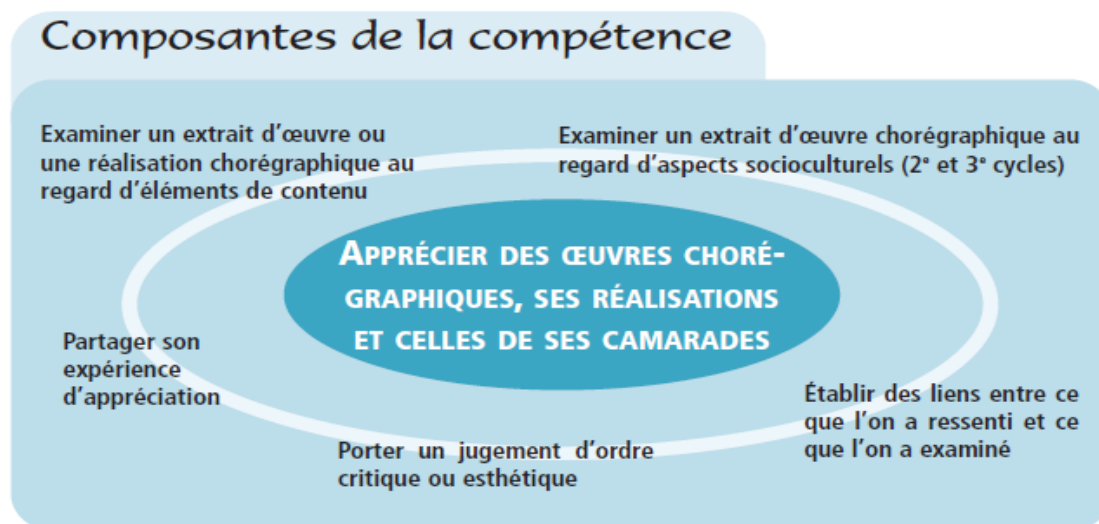 Composantes de la compétence
Examiner un extrait d'œuvre ou
une réalisation chorégraphique au
regard d'éléments de contenu
Examiner un extrait d'œuvre chorégraphique au
regard d'aspects socioculturels (2e et 3e cycles)
APPRÉCIER DES ŒUVRES CHORÉ-
GRAPHIQUES, SES RÉALISATIONS
ET CELLES DE SES CAMARADES
Partager son
expérience
d'appréciation
Établir des liens entre ce
que l'on a ressenti et ce
que l'on a examiné
Porter un jugement d'ordre
critique ou esthétique